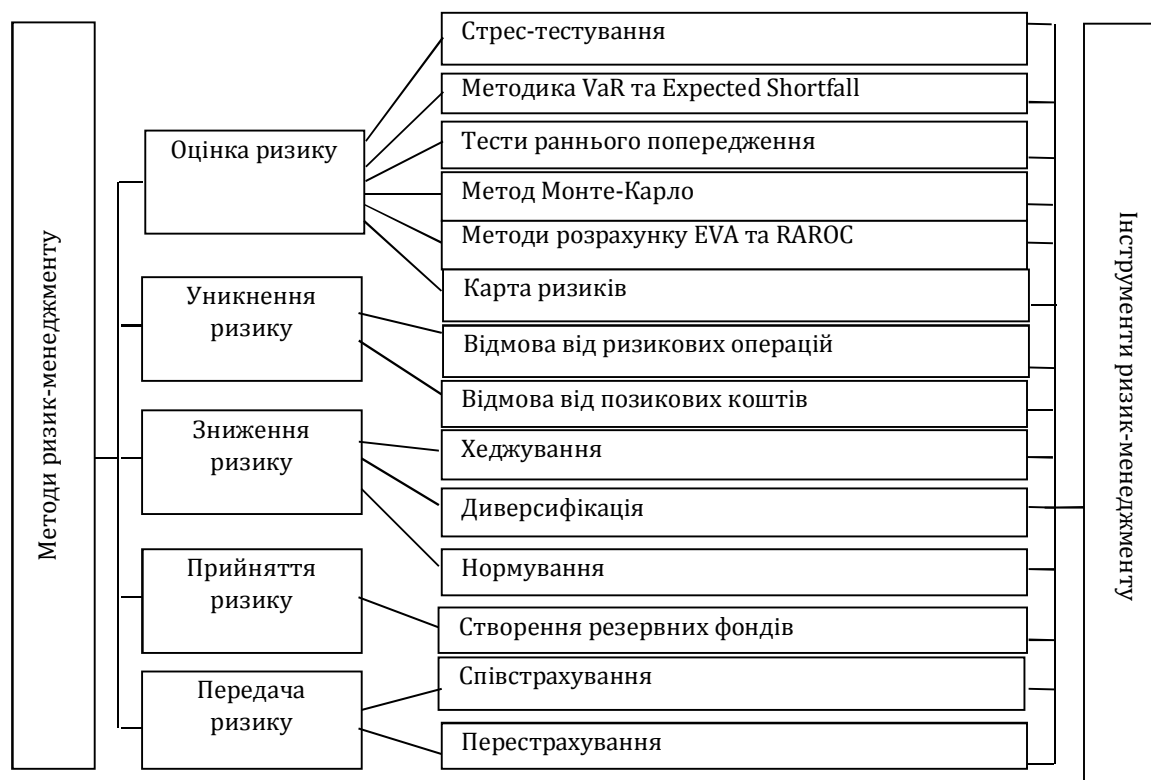 Методи ризик-менеджменту
Оцінка ризику
Уникнення
ризику
Зниження
ризику
Прийняття
ризику
Передача
ризику
Стрес-тестування
Методика VaR та Expected Shortfall
Тести раннього попередження
Метод Монте-Карло
Методи розрахунку EVA та RAROC
Карта ризиків
Відмова від ризикових операцій
Відмова від позикових коштів
Хеджування
Диверсифікація
Нормування
Створення резервних фондів
Співстрахування
Перестрахування
Інструменти ризик-менеджменту